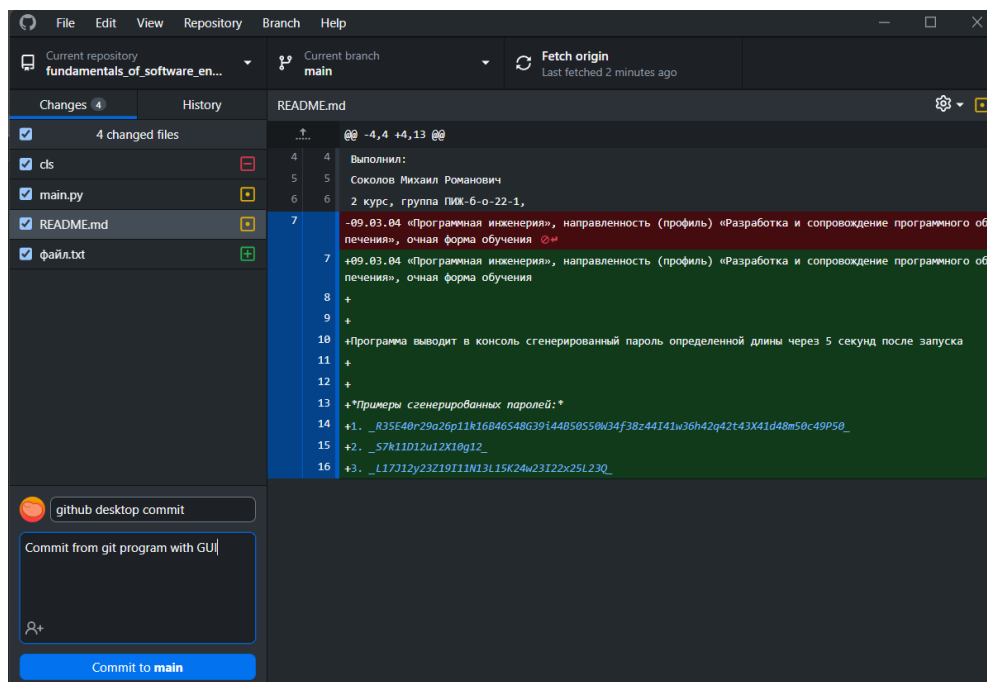 File Edit View Repository Branch Help
Current repository
fundamentals_of_software_en...
Current branch
main
Fetch origin
Last fetched 2 minutes ago
Changes 4 History
README.md
4 changed files
cls
main.py
README.md
файл.txt
@@ -4,4 +4,13 @@
4 4 Выполнил:
5 5 Соколов Михаил Романович
6 6 2 курс, группа ПИЖ-б-о-22-1,
7 -09.03.04 «Программная инженерия», направленность (профиль) «Разработка и сопровождение программного об
печения», очная форма обучения
7 +09.03.04 «Программная инженерия», направленность (профиль) «Разработка и сопровождение программного об
печения», очная форма обучения
8 +
9 +
10 +Программа выводит в консоль сгенерированный пароль определенной длины через 5 секунд после запуска
11 +
12 +
13 +*Примеры сгенерированных паролей:*
14 +1. _R35E40r29a26p11k16B46S48G39i44B50S50W34f38z44I41w36h42q42t43X41d48m50c49P50_
15 +2. _S7k11D12u12X10g12_
16 +3. _L17J12y23Z19I11N13L15K24w23I22x25L23Q_
github desktop commit
Commit from git program with GUI
Commit to main